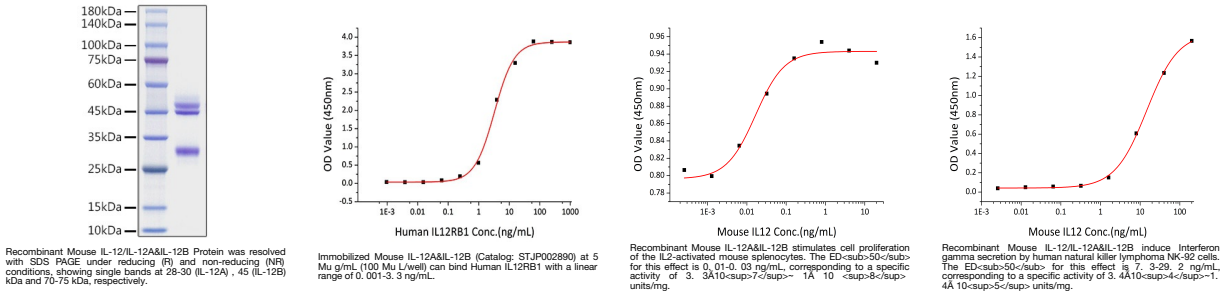 180kDa
140kDa
100kDa
75kDa
60kDa
45kDa
35kDa
25kDa
15kDa
10kDa
Recombinant Mouse IL-12/IL-12A&IL-12B Protein was resolved
with SDS PAGE under reducing (R) and non-reducing (NR)
conditions, showing single bands at 28-30 (IL-12A) , 45 (IL-12B)
kDa and 70-75 kDa, respectively.
OD Value (450nm)
4.0
3.5
3.0
2.5
2.0
1.5
1.0
0.5
0.0
-0.5
1E-3 0.01 0.1 1 10 100 1000
Human IL12RB1 Conc.(ng/mL)
Immobilized Mouse IL-12A&IL-12B (Catalog: STJP002890) at 5
Mu g/mL (100 Mu L/well) can bind Human IL12RB1 with a linear
range of 0. 001-3. 3 ng/mL.
OD Value (450nm)
0.96
0.92
0.88
0.84
0.80
0.78
1E-3 0.01 0.1 1 10
Mouse IL12 Conc.(ng/mL)
Recombinant Mouse IL-12A&IL-12B stimulates cell proliferation
of the IL2-activated mouse splenocytes. The ED<sub>50</sub>
for this effect is 0. 01-0. 03 ng/mL, corresponding to a specific
activity of 3. 3Â10<sup>7</sup>~ 1Â 10 <sup>8</sup>
units/mg.
OD Value (450nm)
1.6
1.4
1.2
1.0
0.8
0.6
0.4
0.2
0.0
0.01 0.1 1 10 100
Mouse IL12 Conc.(ng/mL)
Recombinant Mouse IL-12/IL-12A&IL-12B induce Interferon
gamma secretion by human natural killer lymphoma NK-92 cells.
The ED<sub>50</sub> for this effect is 7. 3-29. 2 ng/mL,
corresponding to a specific activity of 3. 4Â10<sup>4</sup>~1.
4Â 10<sup>5</sup> units/mg.